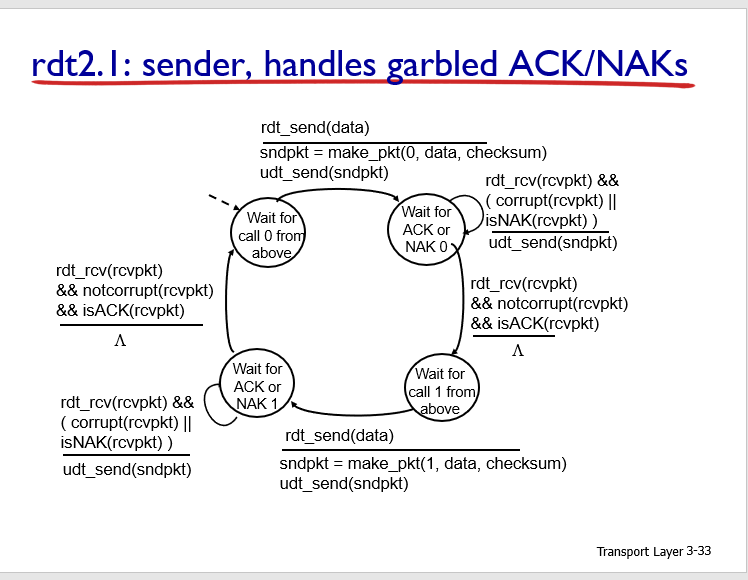 rdt2.1: sender, handles garbled ACK/NAKs
rdt_send(data)
sndpkt = make_pkt(0, data, checksum)
udt_send(sndpkt)
rdt_rcv(rcvpkt) &&
( corrupt(rcvpkt) ||
isNAK(rcvpkt) )
udt_send(sndpkt)
Wait for
call 0 from
above
Wait for
ACK or
NAK 0
rdt_rcv(rcvpkt)
&& notcorrupt(rcvpkt)
&& isACK(rcvpkt)
Λ
rdt_rcv(rcvpkt)
&& notcorrupt(rcvpkt)
&& isACK(rcvpkt)
Λ
Wait for
ACK or
NAK 1
Wait for
call 1 from
above
rdt_rcv(rcvpkt) &&
( corrupt(rcvpkt) ||
isNAK(rcvpkt) )
udt_send(sndpkt)
rdt_send(data)
sndpkt = make_pkt(1, data, checksum)
udt_send(sndpkt)
Transport Layer 3-33